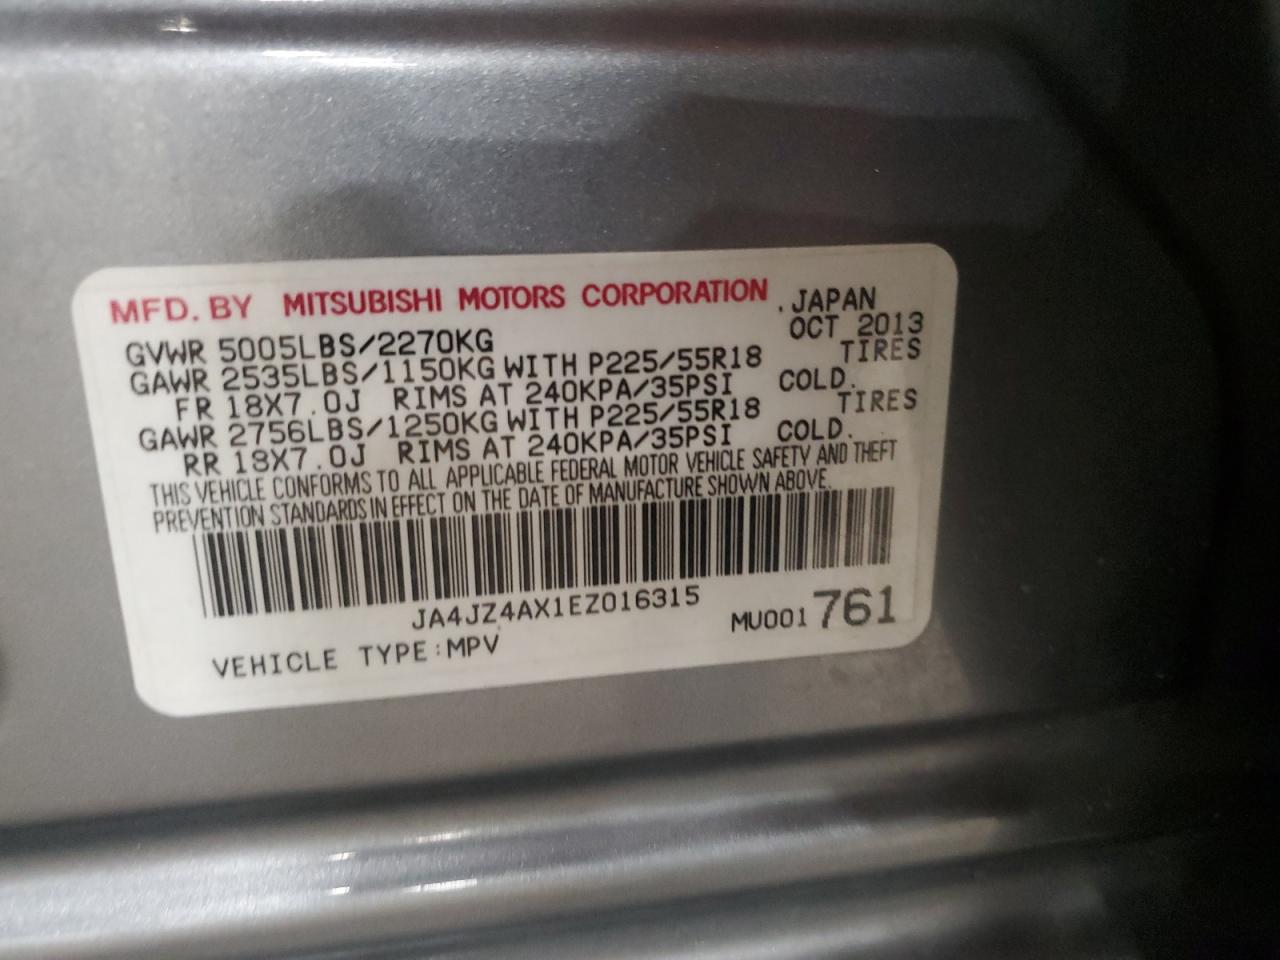 MFD. BY MITSUBISHI MOTORS CORPORATION, JAPAN
GVWR 5005LBS/2270KG OCT 2013
GAWR 2535LBS/1150KG WITH P225/55R18 TIRES
FR 18X7.0J RIMS AT 240KPA/35PSI COLD.
GAWR 2756LBS/1250KG WITH P225/55R18 TIRES
RR 18X7.0J RIMS AT 240KPA/35PSI COLD.
THIS VEHICLE CONFORMS TO ALL APPLICABLE FEDERAL MOTOR VEHICLE SAFETY AND THEFT
PREVENTION STANDARDS IN EFFECT ON THE DATE OF MANUFACTURE SHOWN ABOVE.
JA4JZ4AX1EZ016315
VEHICLE TYPE:MPV MU001761